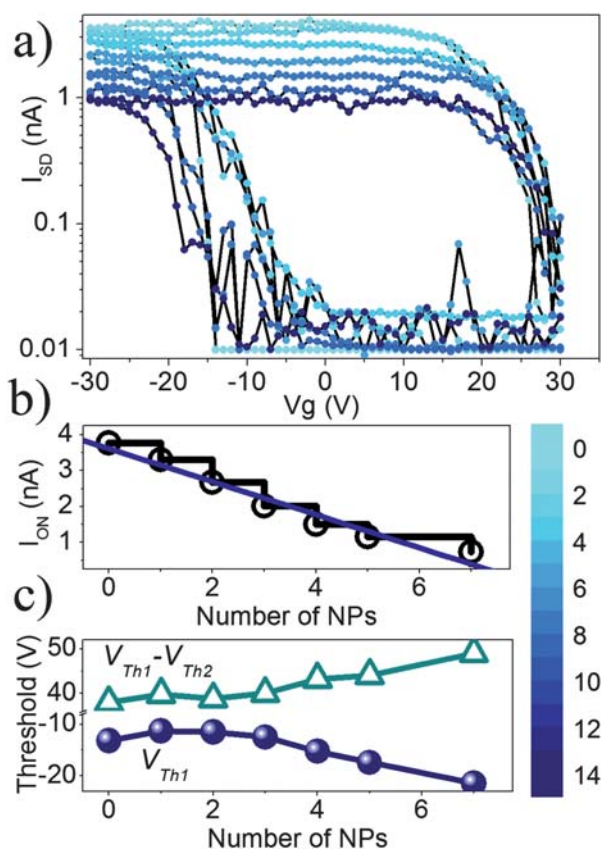 a)
I_SD (nA)
1
0.1
0.01
-30 -20 -10 0 10 20 30
Vg (V)
b)
I_ON (nA)
4
3
2
1
0 2 4 6
Number of NPs
c)
Threshold (V)
50
40
-10
-20
V_Th1-V_Th2
V_Th1
0 2 4 6
Number of NPs
0
2
4
6
8
10
12
14